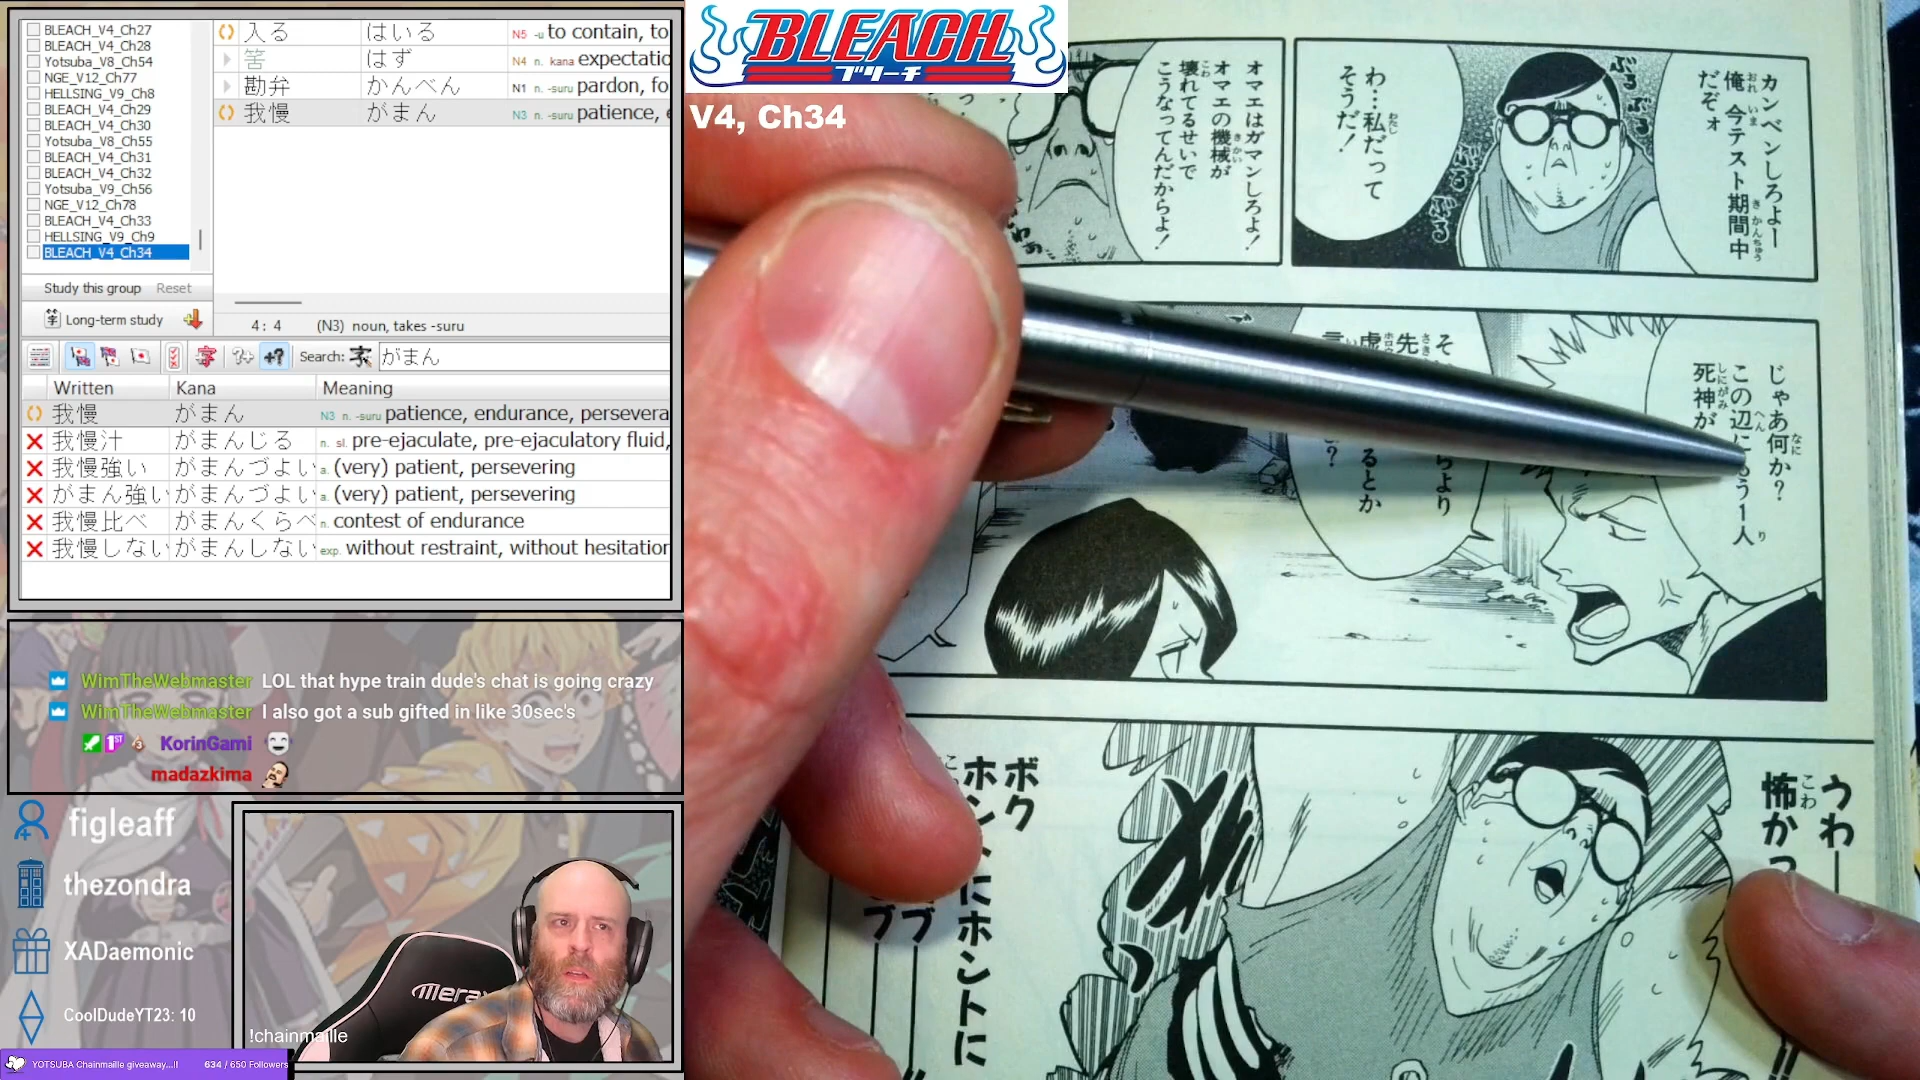 BLEACH_V4_Ch27
BLEACH_V4_Ch28
Yotsuba_V8_Ch54
NGE_V12_Ch77
HELLSING_V9_Ch8
BLEACH_V4_Ch29
BLEACH_V4_Ch30
Yotsuba_V8_Ch55
BLEACH_V4_Ch31
BLEACH_V4_Ch32
Yotsuba_V9_Ch56
NGE_V12_Ch78
BLEACH_V4_Ch33
HELLSING_V9_Ch9
BLEACH_V4_Ch34
Study this group Reset
Long-term study
入る はいる N5 -u to contain, to
筈 はず N4 n. kana expectatio
勘弁 かんべん N1 n. -suru pardon, fo
我慢 がまん N3 n. -suru patience,
4: 4 (N3) noun, takes -suru
Search: がまん
Written Kana Meaning
我慢 がまん N3 n. -suru patience, endurance, persevera
我慢汁 がまんじる n. sl. pre-ejaculate, pre-ejaculatory fluid,
我慢強い がまんづよい a. (very) patient, persevering
がまん強い がまんづよい a. (very) patient, persevering
我慢比べ がまんくらべ n. contest of endurance
我慢しない がまんしない exp. without restraint, without hesitation
WimTheWebmaster LOL that hype train dude's chat is going crazy
WimTheWebmaster I also got a sub gifted in like 30sec's
1ST KorinGami
madazkima
figleaff
thezondra
XADaemonic
CoolDudeYT23: 10
YOTSUBA Chainmaille giveaway...!! 634 / 650 Followers
!chainmaille
BLEACH
ブリーチ
V4, Ch34
カンベンしろよー
俺今テスト期間中
だぞォ
ぶるぶる
ぶるぶる
わ…私だって
そうだ！
オマエはガマンしろよ！
オマエの機械が
壊れてるせいで
こうなってんだからよ！
じゃあ何か？
この辺にもう1人
死神が
うわー
怖かっ
ボク
ホントにホントに